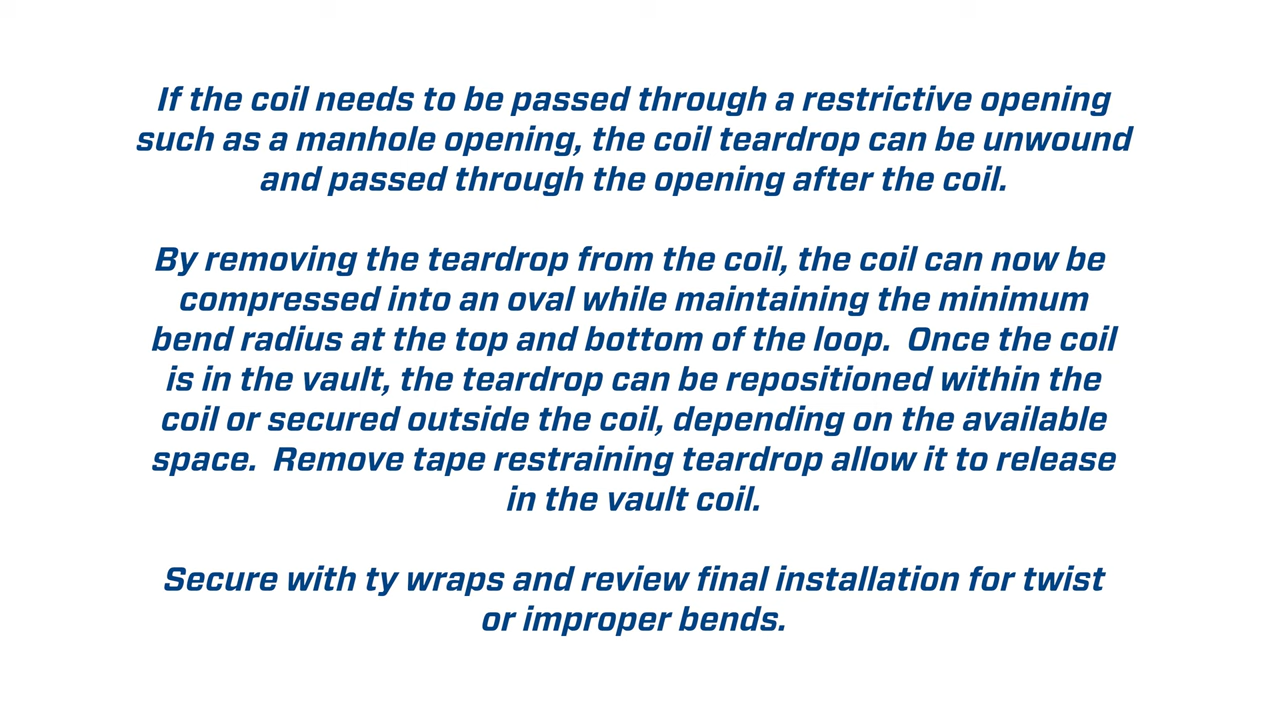 If the coil needs to be passed through a restrictive opening
such as a manhole opening, the coil teardrop can be unwound
and passed through the opening after the coil.
By removing the teardrop from the coil, the coil can now be
compressed into an oval while maintaining the minimum
bend radius at the top and bottom of the loop.  Once the coil
is in the vault, the teardrop can be repositioned within the
coil or secured outside the coil, depending on the available
space.  Remove tape restraining teardrop allow it to release
in the vault coil.
Secure with ty wraps and review final installation for twist
or improper bends.